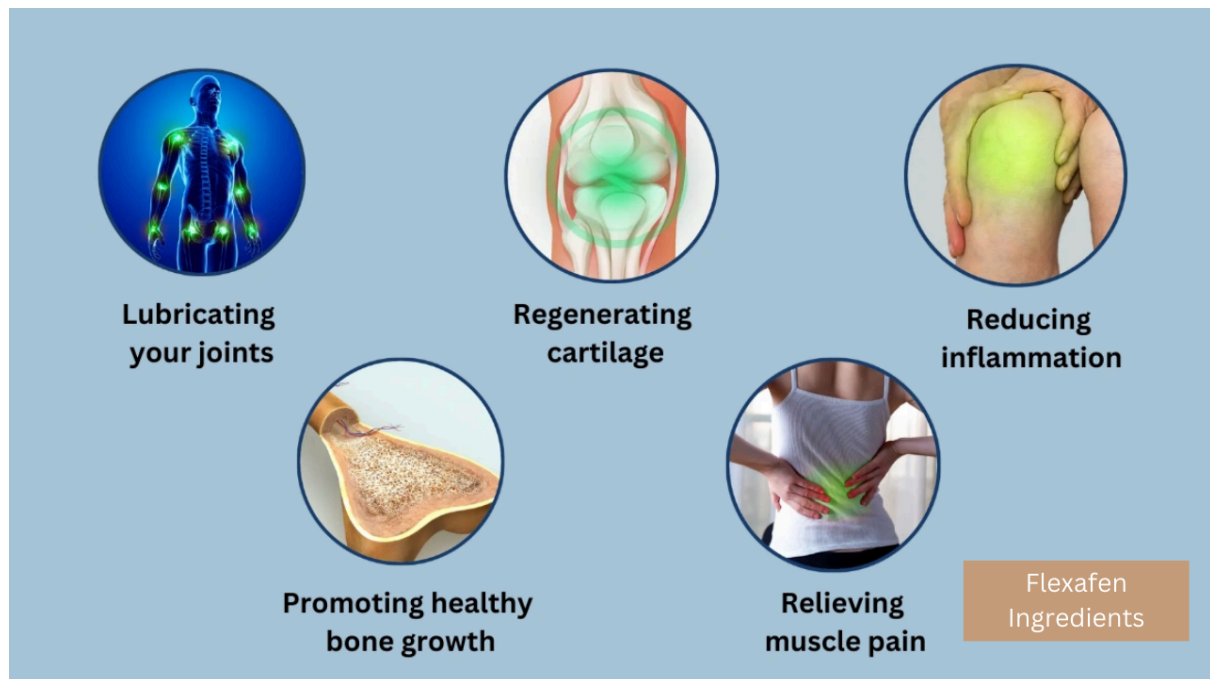 Lubricating
your joints
Regenerating
cartilage
Reducing
inflammation
Promoting healthy
bone growth
Relieving
muscle pain
Flexafen
Ingredients